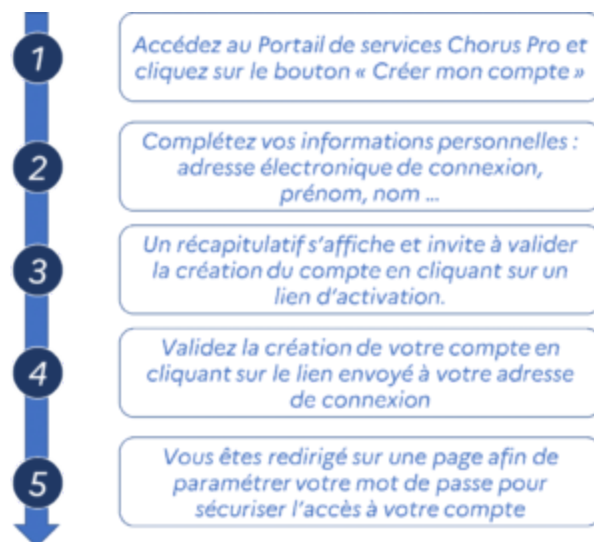 1
Accédez au Portail de services Chorus Pro et
cliquez sur le bouton « Créer mon compte »
2
Complétez vos informations personnelles :
adresse électronique de connexion,
prénom, nom ...
3
Un récapitulatif s'affiche et invite à valider
la création du compte en cliquant sur un
lien d'activation.
4
Validez la création de votre compte en
cliquant sur le lien envoyé à votre adresse
de connexion
5
Vous êtes redirigé sur une page afin de
paramétrer votre mot de passe pour
sécuriser l'accès à votre compte